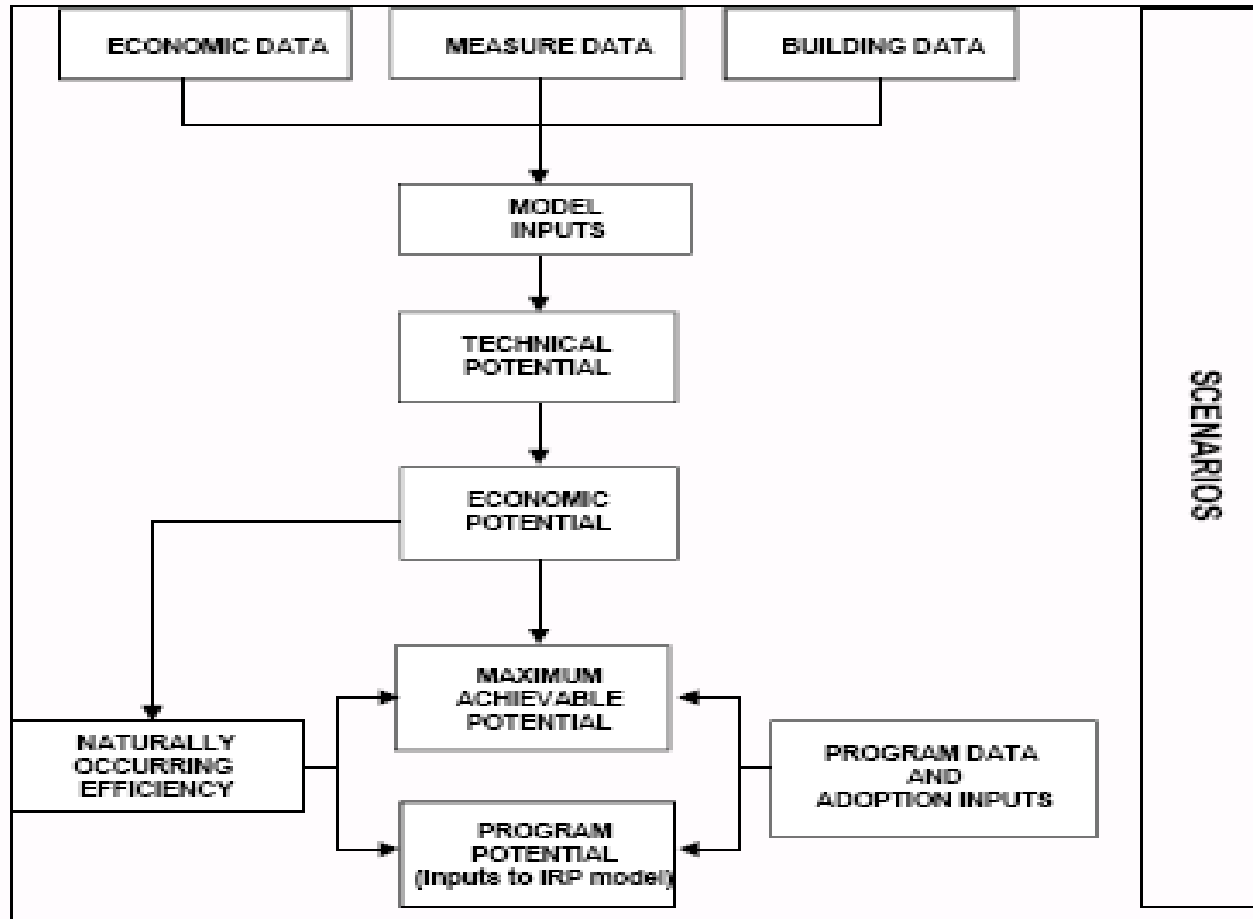 ECONOMIC DATA
MEASURE DATA
BUILDING DATA
MODEL
INPUTS
TECHNICAL
POTENTIAL
ECONOMIC
POTENTIAL
MAXIMUM
ACHIEVABLE
POTENTIAL
NATURALLY
OCCURRING
EFFICIENCY
PROGRAM DATA
AND
ADOPTION INPUTS
PROGRAM
POTENTIAL
(Inputs to IRP model)
SCENARIOS